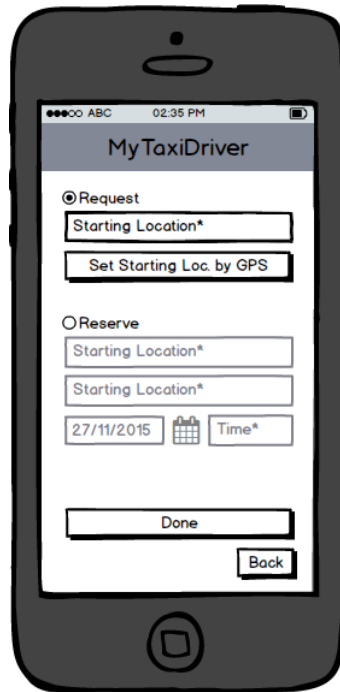 ABC 02:35 PM
MyTaxiDriver
Request
Starting Location*
Set Starting Loc. by GPS
Reserve
Starting Location*
Starting Location*
27/11/2015 Time*
Done
Back